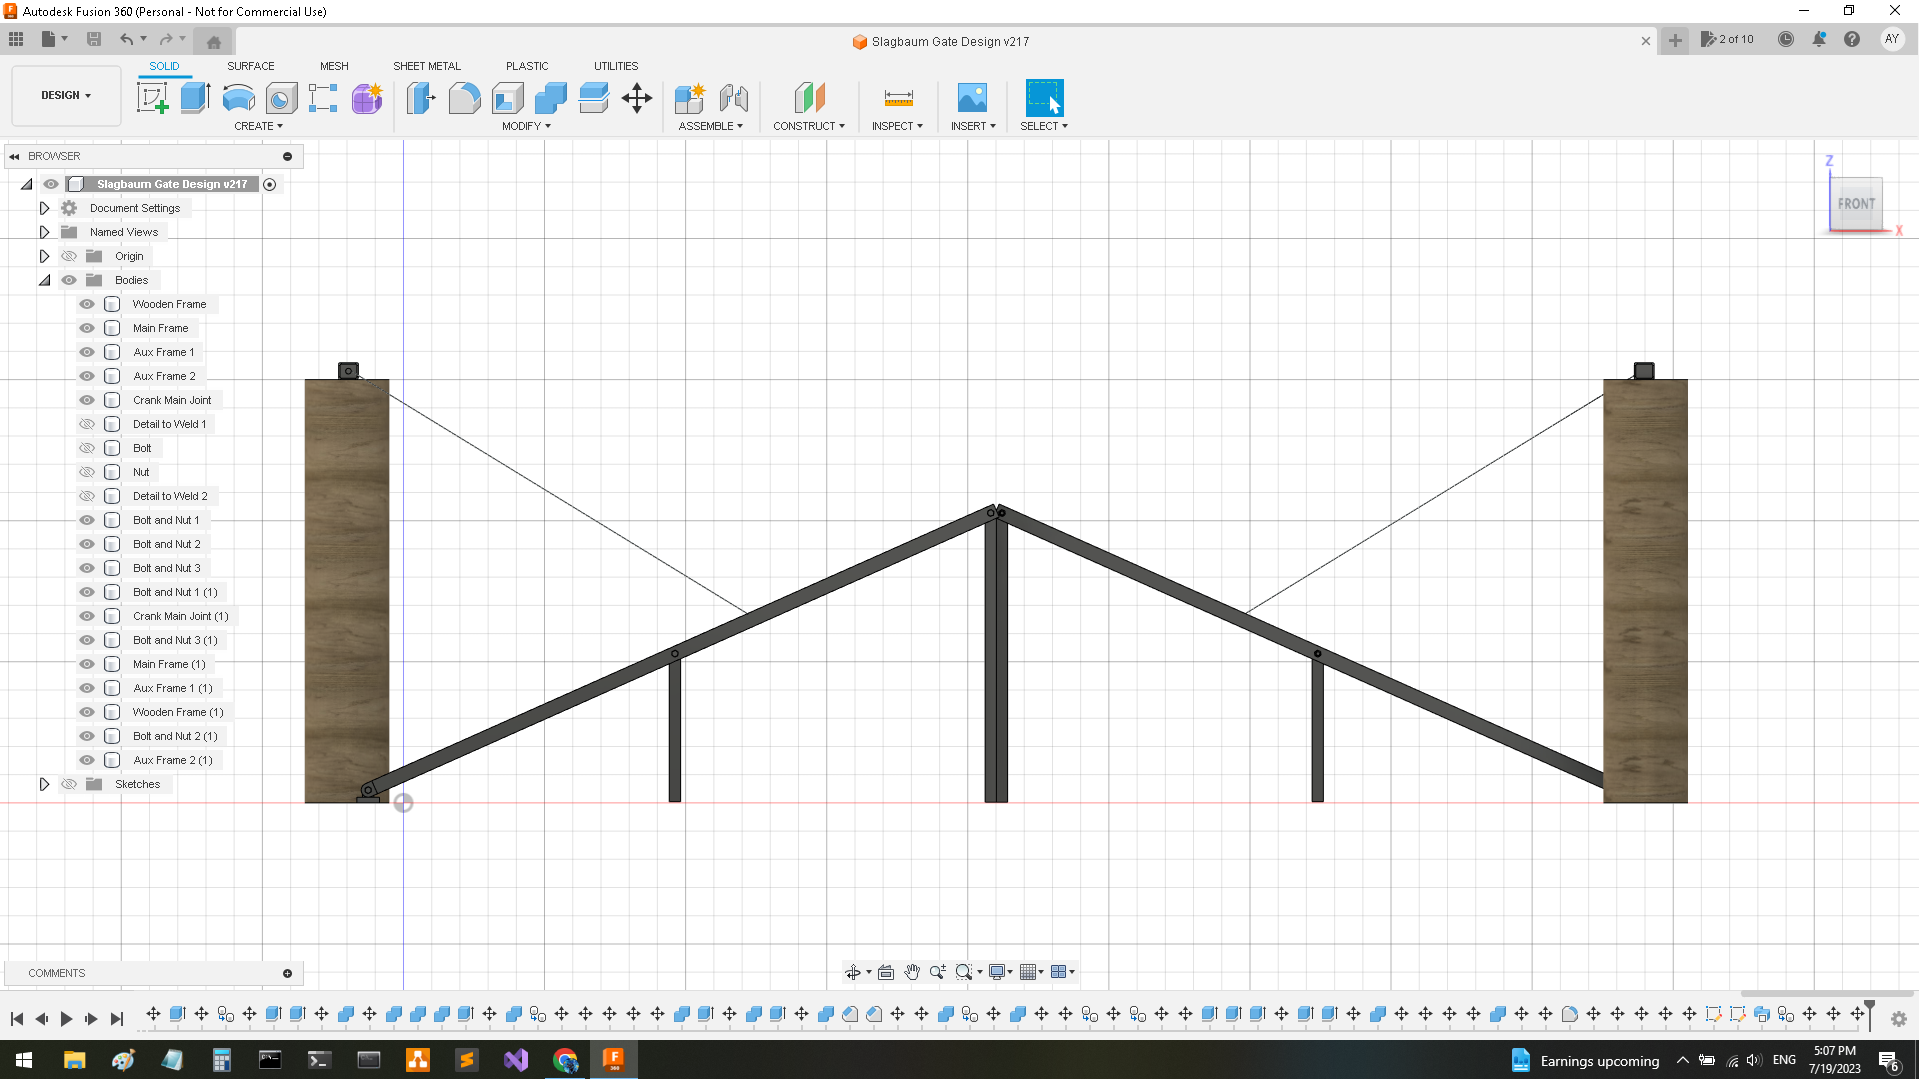 Autodesk Fusion 360 (Personal - Not for Commercial Use)
Slagbaum Gate Design v217
2 of 10
AY
DESIGN
SOLID
SURFACE
MESH
SHEET METAL
PLASTIC
UTILITIES
CREATE
MODIFY
ASSEMBLE
CONSTRUCT
INSPECT
INSERT
SELECT
BROWSER
Slagbaum Gate Design v217
Document Settings
Named Views
Origin
Bodies
Wooden Frame
Main Frame
Aux Frame 1
Aux Frame 2
Crank Main Joint
Detail to Weld 1
Bolt
Nut
Detail to Weld 2
Bolt and Nut 1
Bolt and Nut 2
Bolt and Nut 3
Bolt and Nut 1 (1)
Crank Main Joint (1)
Bolt and Nut 3 (1)
Main Frame (1)
Aux Frame 1 (1)
Wooden Frame (1)
Bolt and Nut 2 (1)
Aux Frame 2 (1)
Sketches
Z
FRONT
X
COMMENTS
F
360
Earnings upcoming
ENG
5:07 PM
7/19/2023
6